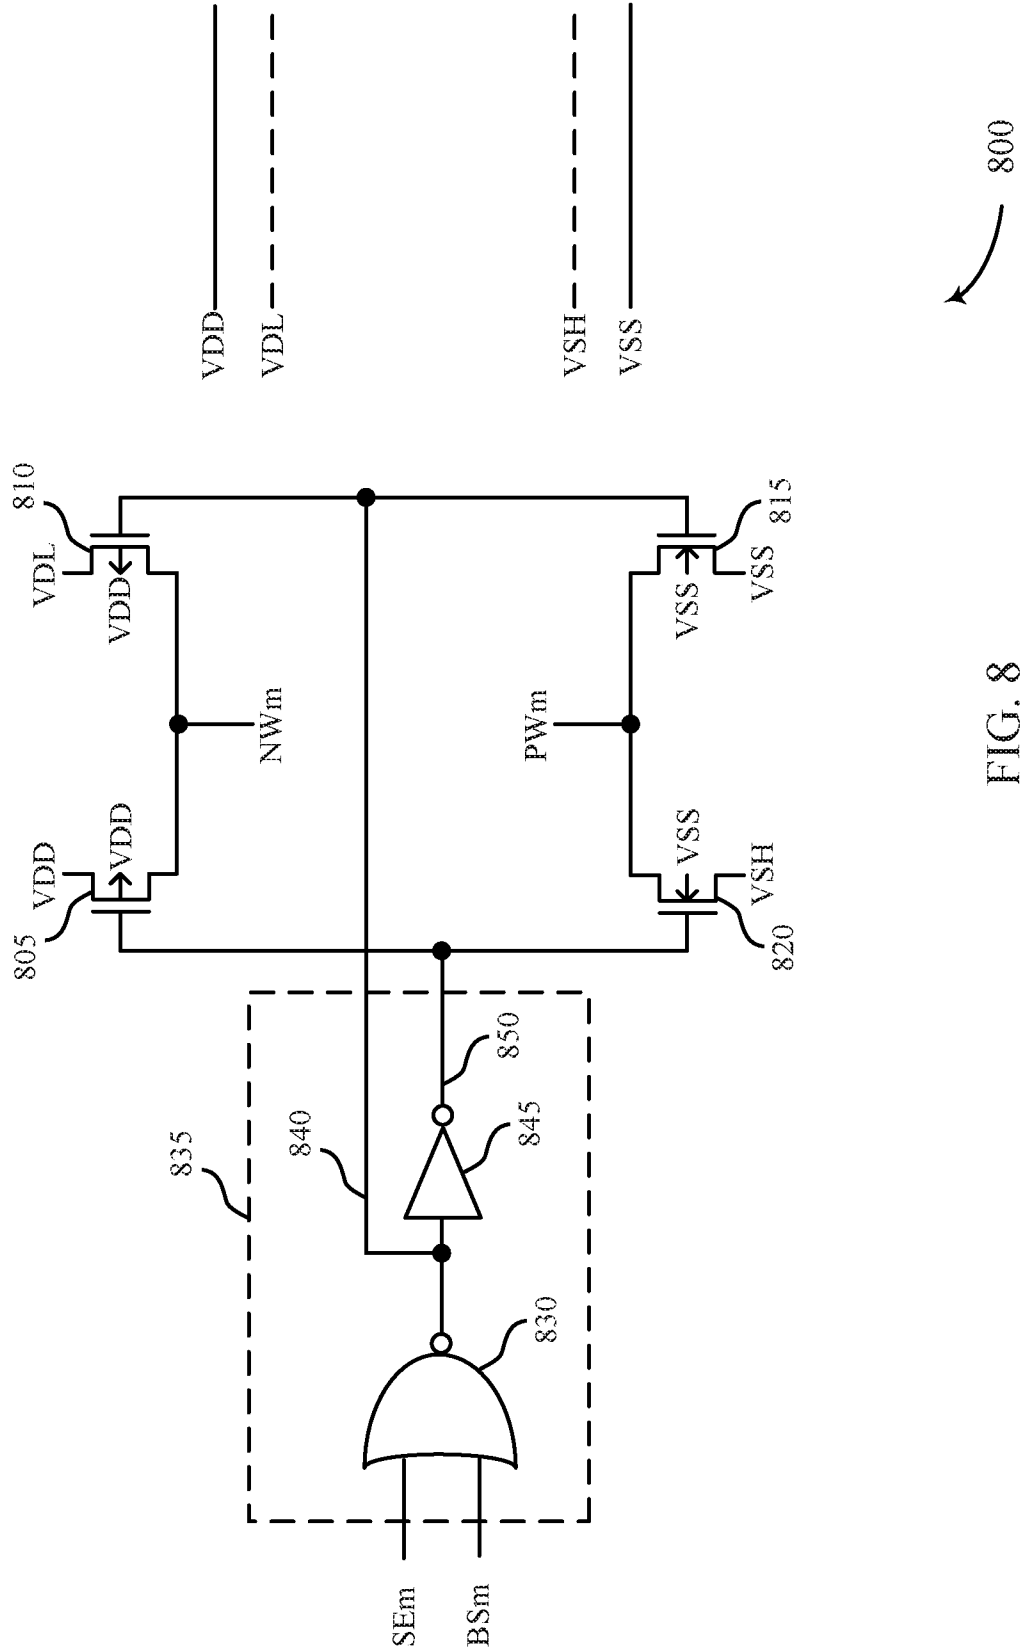 805
VDD
VDD
VDL
810
VDD
NWm
VDD
VDL
VSH
VSS
835
840
850
845
830
SEm
BSm
PWm
VSS
VSH
820
VSS
VSS
815
800
FIG. 8